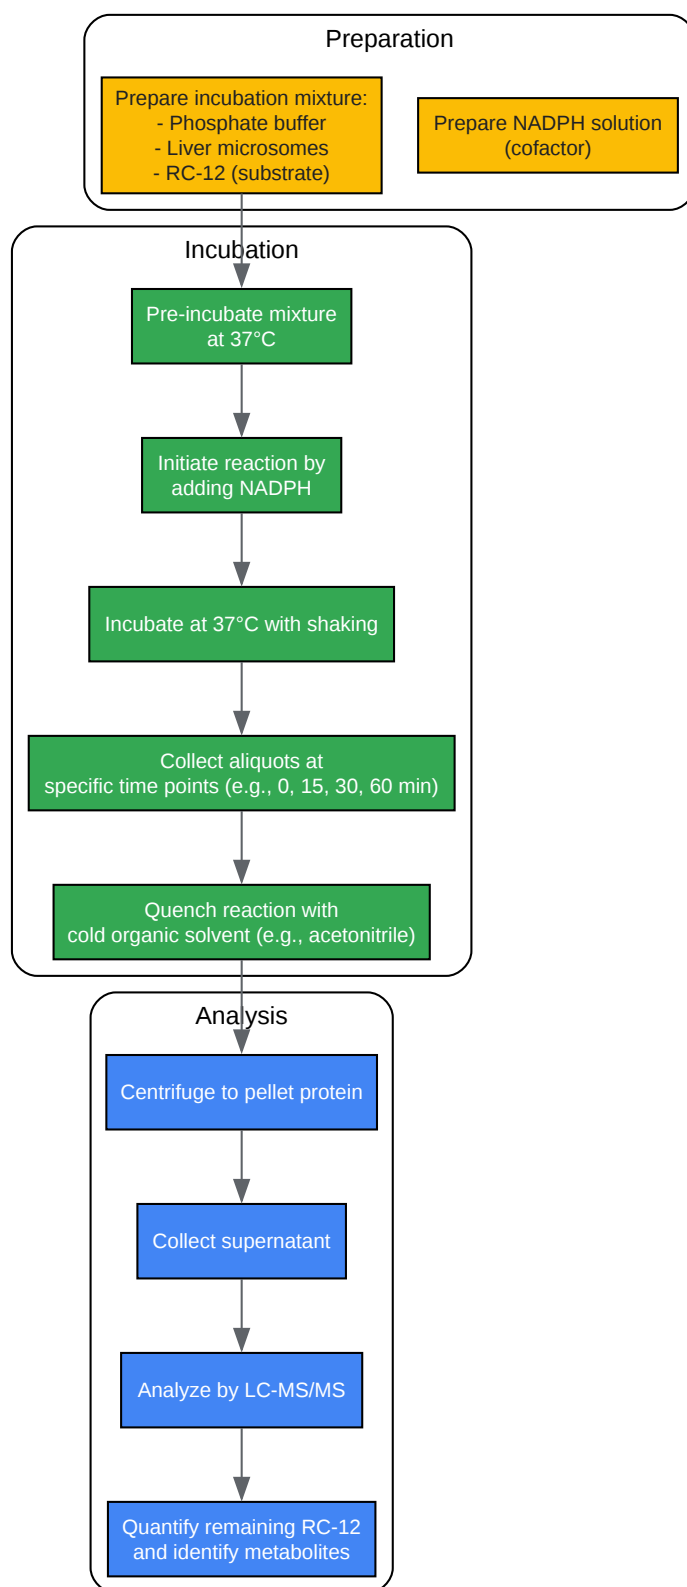 Preparation
Prepare incubation mixture:
- Phosphate buffer
- Liver microsomes
- RC-12 (substrate)
Prepare NADPH solution
(cofactor)
Incubation
Pre-incubate mixture
at 37°C
Initiate reaction by
adding NADPH
Incubate at 37°C with shaking
Collect aliquots at
specific time points (e.g., 0, 15, 30, 60 min)
Quench reaction with
cold organic solvent (e.g., acetonitrile)
Analysis
Centrifuge to pellet protein
Collect supernatant
Analyze by LC-MS/MS
Quantify remaining RC-12
and identify metabolites